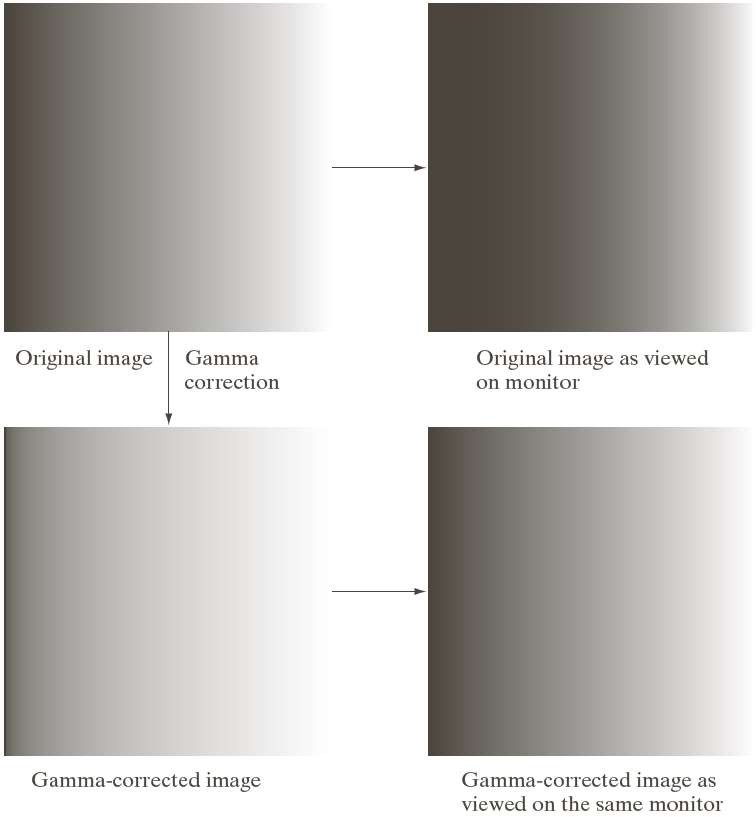 Original image
Gamma
correction
Original image as viewed
on monitor
Gamma-corrected image
Gamma-corrected image as
viewed on the same monitor